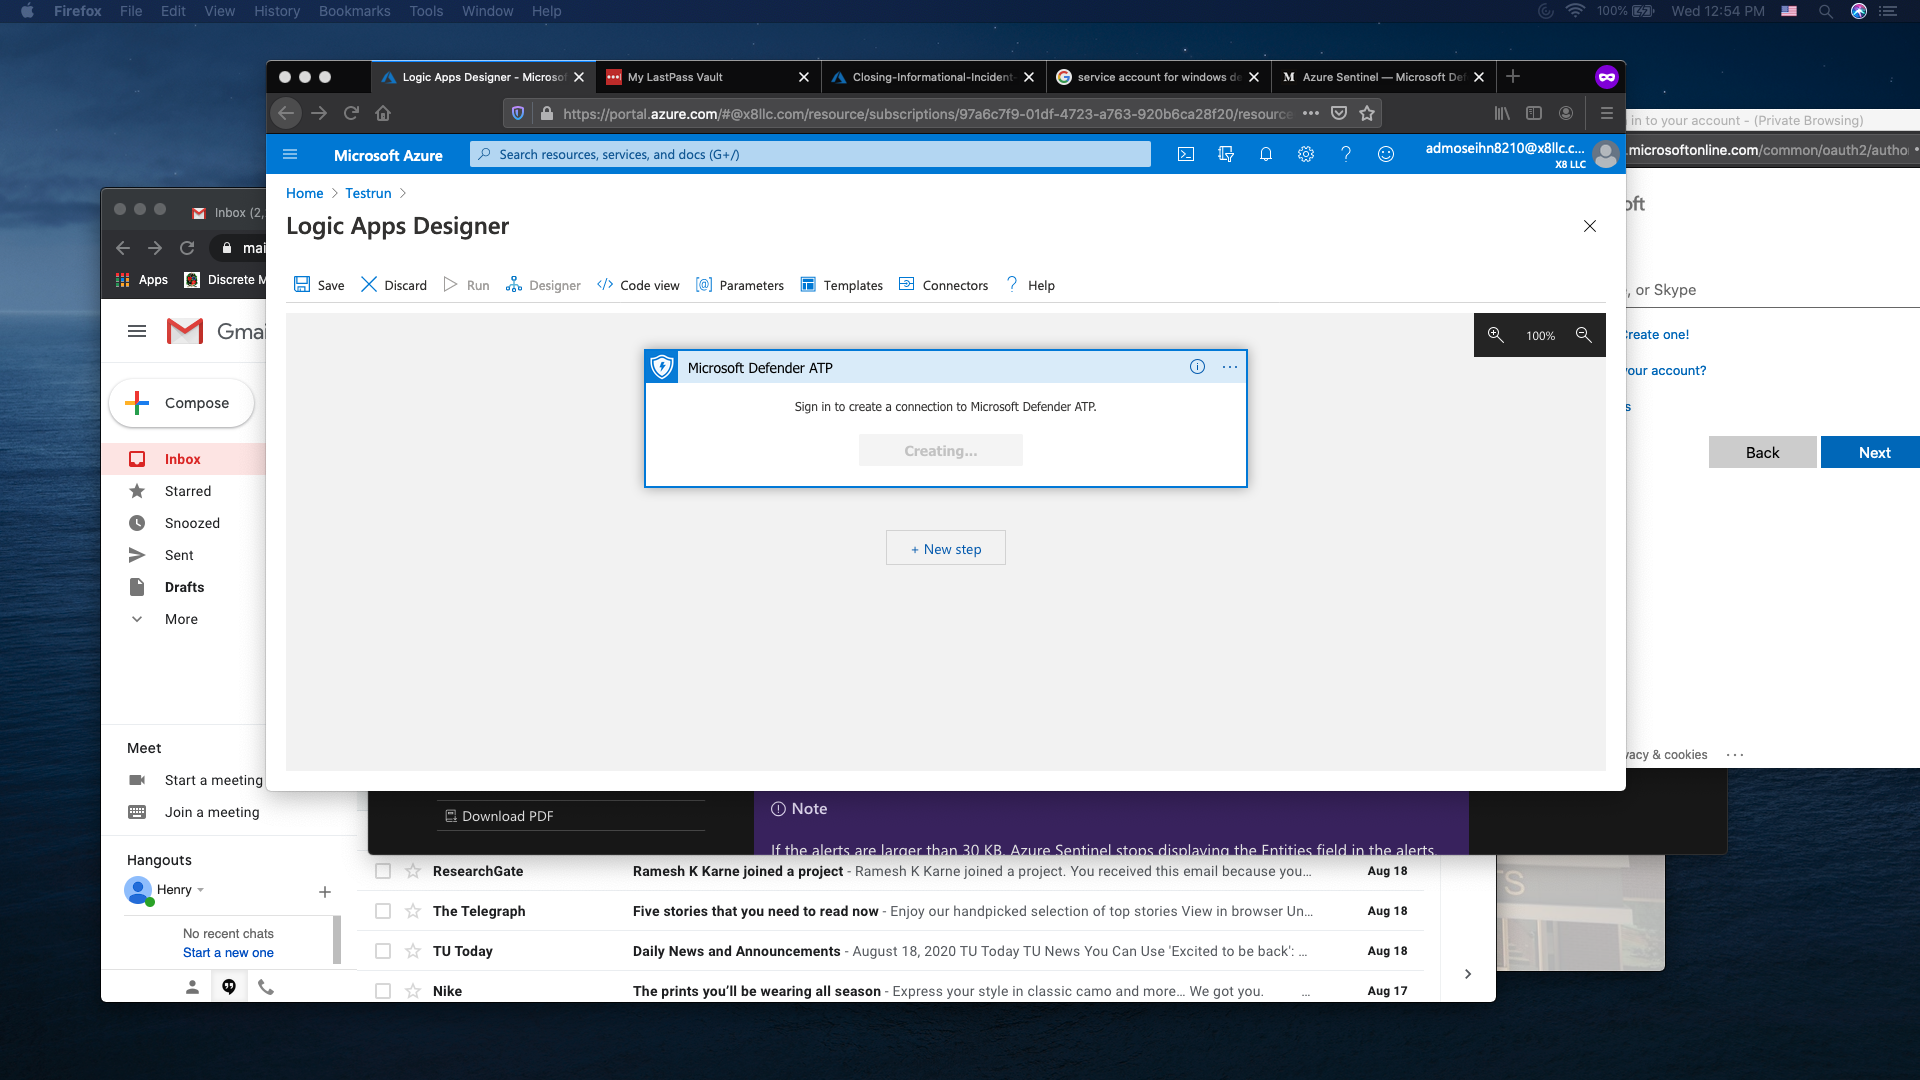 Firefox File Edit View History Bookmarks Tools Window Help
100% Wed 12:54 PM
Logic Apps Designer - Microsof
My LastPass Vault
Closing-Informational-Incident-
service account for windows de
Azure Sentinel — Microsoft Def
https://portal.azure.com/#@x8llc.com/resource/subscriptions/97a6c7f9-01df-4723-a763-920b6ca28f20/resource
Microsoft Azure
Search resources, services, and docs (G+/)
admoseihn8210@x8llc.c...
X8 LLC
Home > Testrun >
Logic Apps Designer
Save Discard Run Designer Code view Parameters Templates Connectors Help
100%
Microsoft Defender ATP
Sign in to create a connection to Microsoft Defender ATP.
Creating...
+ New step
in to your account - (Private Browsing)
.microsoftonline.com/common/oauth2/autho
oft
, or Skype
Create one!
your account?
s
Back Next
vacy & cookies ...
Inbox (2,
mai
Apps Discrete M
Gmai
Compose
Inbox
Starred
Snoozed
Sent
Drafts
More
Meet
Start a meeting
Join a meeting
Hangouts
Henry
No recent chats
Start a new one
Download PDF
Note
If the alerts are larger than 30 KB, Azure Sentinel stops displaying the Entities field in the alerts.
ResearchGate Ramesh K Karne joined a project - Ramesh K Karne joined a project. You received this email because you... Aug 18
The Telegraph Five stories that you need to read now - Enjoy our handpicked selection of top stories View in browser Un... Aug 18
TU Today Daily News and Announcements - August 18, 2020 TU Today TU News You Can Use 'Excited to be back': ... Aug 18
Nike The prints you'll be wearing all season - Express your style in classic camo and more... We got you. ... Aug 17
TS